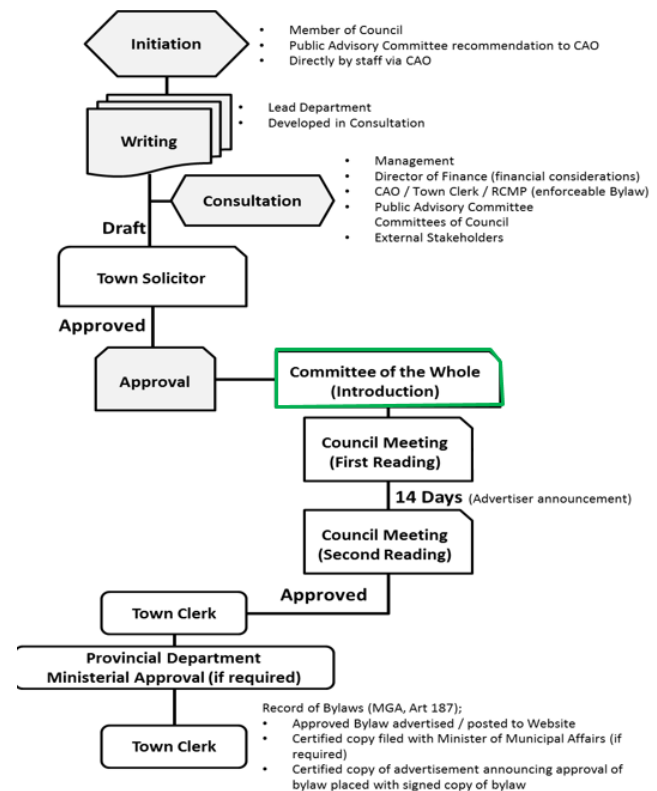 Initiation
• Member of Council
• Public Advisory Committee recommendation to CAO
• Directly by staff via CAO
Writing
• Lead Department
• Developed in Consultation
Consultation
• Management
• Director of Finance (financial considerations)
• CAO / Town Clerk / RCMP (enforceable Bylaw)
• Public Advisory Committee
Committees of Council
• External Stakeholders
Draft
Town Solicitor
Approved
Approval
Committee of the Whole
(Introduction)
Council Meeting
(First Reading)
14 Days (Advertiser announcement)
Council Meeting
(Second Reading)
Approved
Town Clerk
Provincial Department
Ministerial Approval (if required)
Town Clerk
Record of Bylaws (MGA, Art 187);
• Approved Bylaw advertised / posted to Website
• Certified copy filed with Minister of Municipal Affairs (if
required)
• Certified copy of advertisement announcing approval of
bylaw placed with signed copy of bylaw